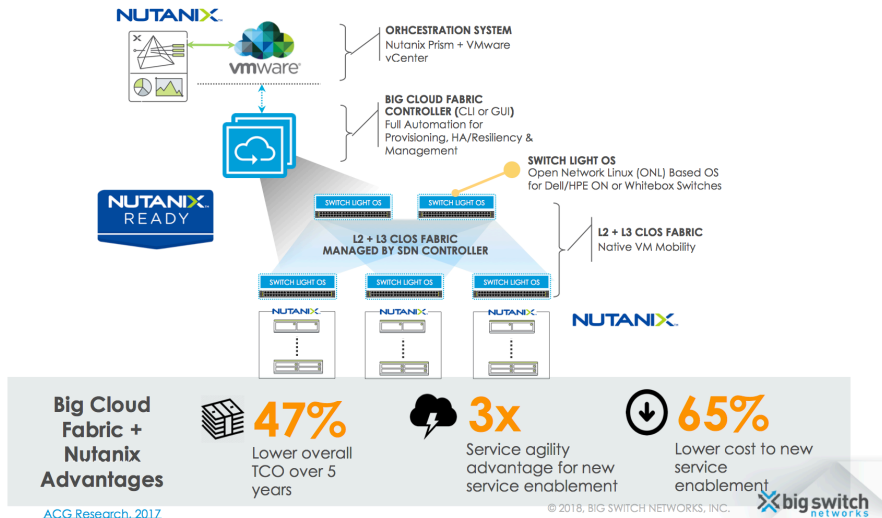 NUTANIX
ORHCESTRATION SYSTEM
Nutanix Prism + VMware
vCenter
vmware®
BIG CLOUD FABRIC
CONTROLLER (CLI or GUI)
Full Automation for
Provisioning, HA/Resiliency &
Management
SWITCH LIGHT OS
Open Network Linux (ONL) Based OS
for Dell/HPE ON or Whitebox Switches
NUTANIX
READY
SWITCH LIGHT OS
SWITCH LIGHT OS
L2 + L3 CLOS FABRIC
MANAGED BY SDN CONTROLLER
L2 + L3 CLOS FABRIC
Native VM Mobility
SWITCH LIGHT OS
SWITCH LIGHT OS
SWITCH LIGHT OS
NUTANIX
NUTANIX
NUTANIX
NUTANIX
Big Cloud
Fabric +
Nutanix
Advantages
47%
Lower overall
TCO over 5
years
3x
Service agility
advantage for new
service enablement
65%
Lower cost to new
service
enablement
ACG Research, 2017
© 2018, BIG SWITCH NETWORKS, INC.
big switch
networks